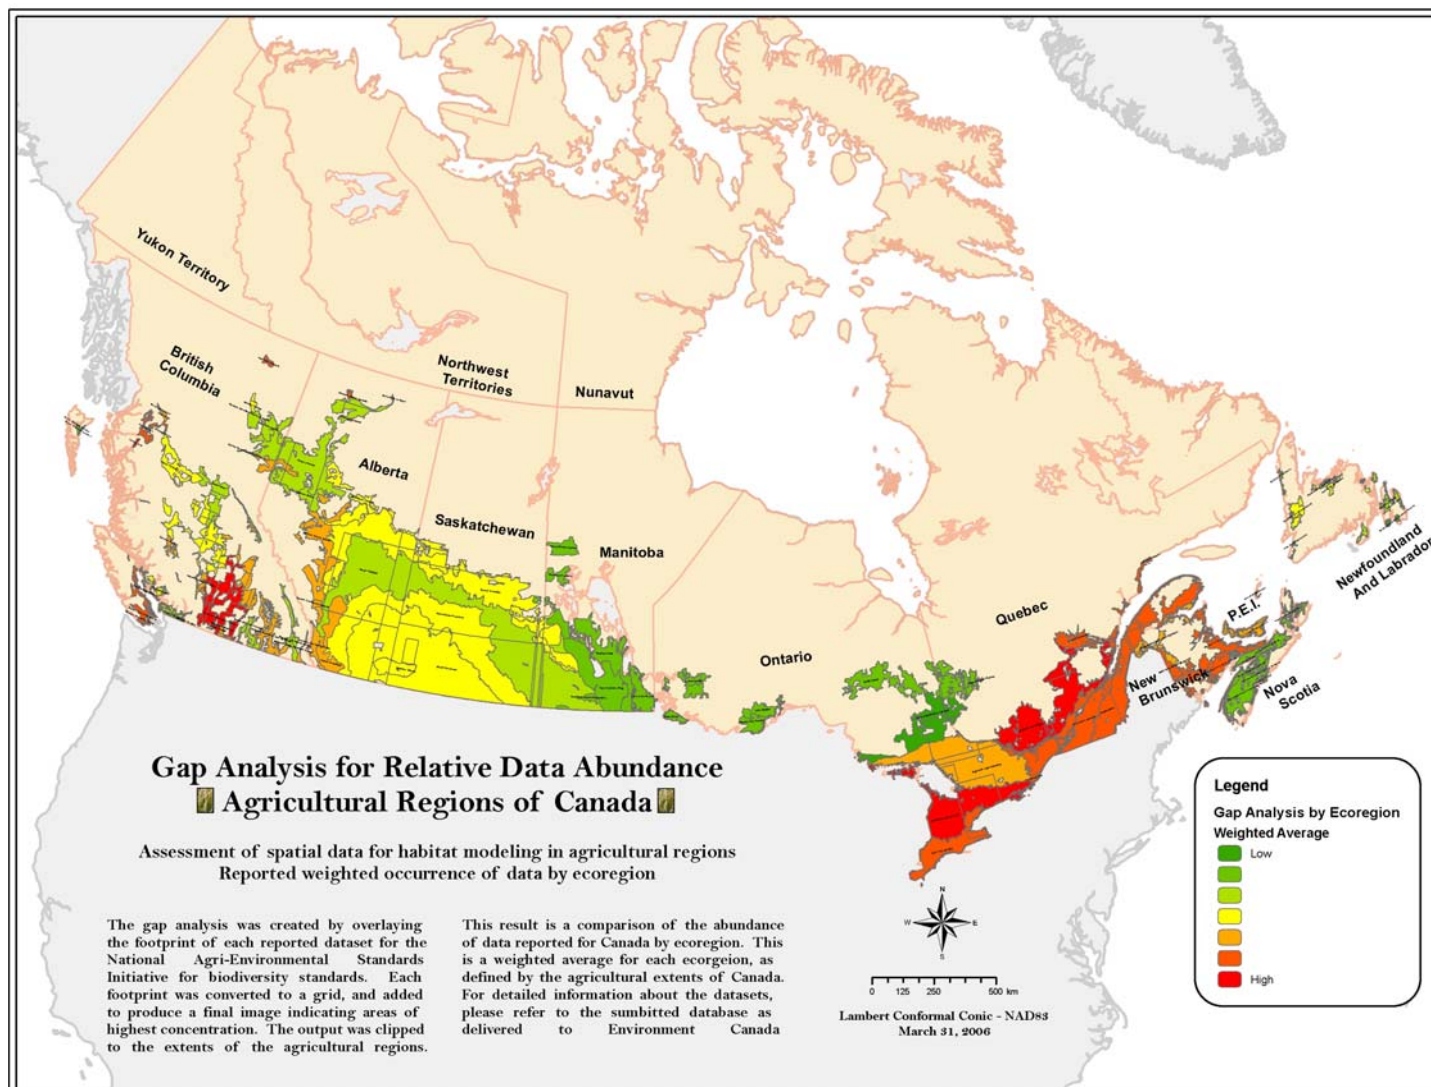 Yukon Territory
British
Columbia
Northwest
Territories
Nunavut
Alberta
Saskatchewan
Manitoba
Ontario
Quebec
Newfoundland
And Labrador
P.E.I.
New
Brunswick
Nova
Scotia
Gap Analysis for Relative Data Abundance
Agricultural Regions of Canada
Assessment of spatial data for habitat modeling in agricultural regions
Reported weighted occurrence of data by ecoregion
The gap analysis was created by overlaying
the footprint of each reported dataset for the
National Agri-Environmental Standards
Initiative for biodiversity standards. Each
footprint was converted to a grid, and added
to produce a final image indicating areas of
highest concentration. The output was clipped
to the extents of the agricultural regions.
This result is a comparison of the abundance
of data reported for Canada by ecoregion. This
is a weighted average for each ecorgeion, as
defined by the agricultural extents of Canada.
For detailed information about the datasets,
please refer to the sumbitted database as
delivered to Environment Canada
N
W E
S
0 125 250 500 km
Lambert Conformal Conic - NAD83
March 31, 2006
Legend
Gap Analysis by Ecoregion
Weighted Average
Low
High